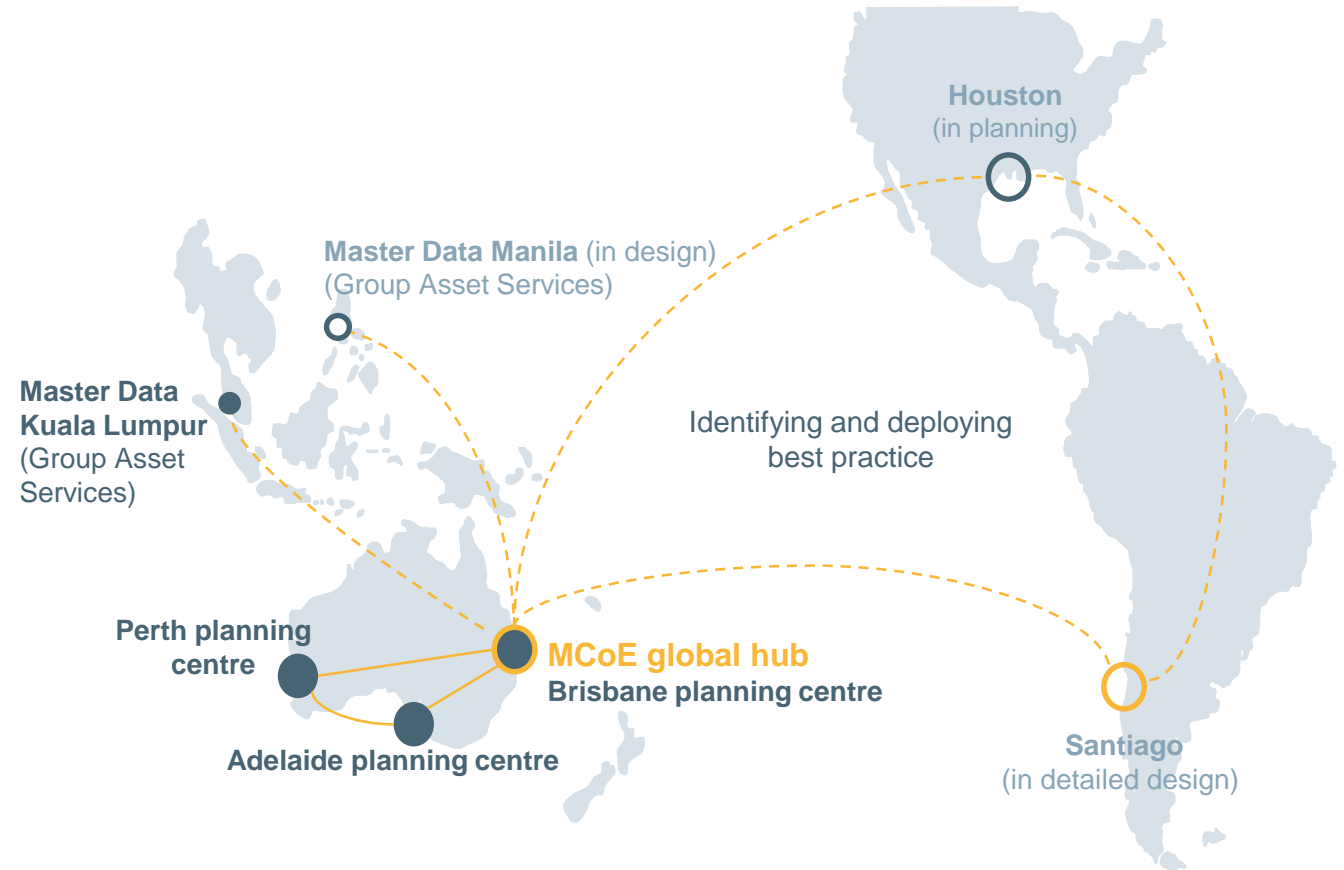 Houston
(in planning)
Master Data Manila (in design)
(Group Asset Services)
Master Data
Kuala Lumpur
(Group Asset
Services)
Identifying and deploying
best practice
Perth planning
centre
MCoE global hub
Brisbane planning centre
Adelaide planning centre
Santiago
(in detailed design)